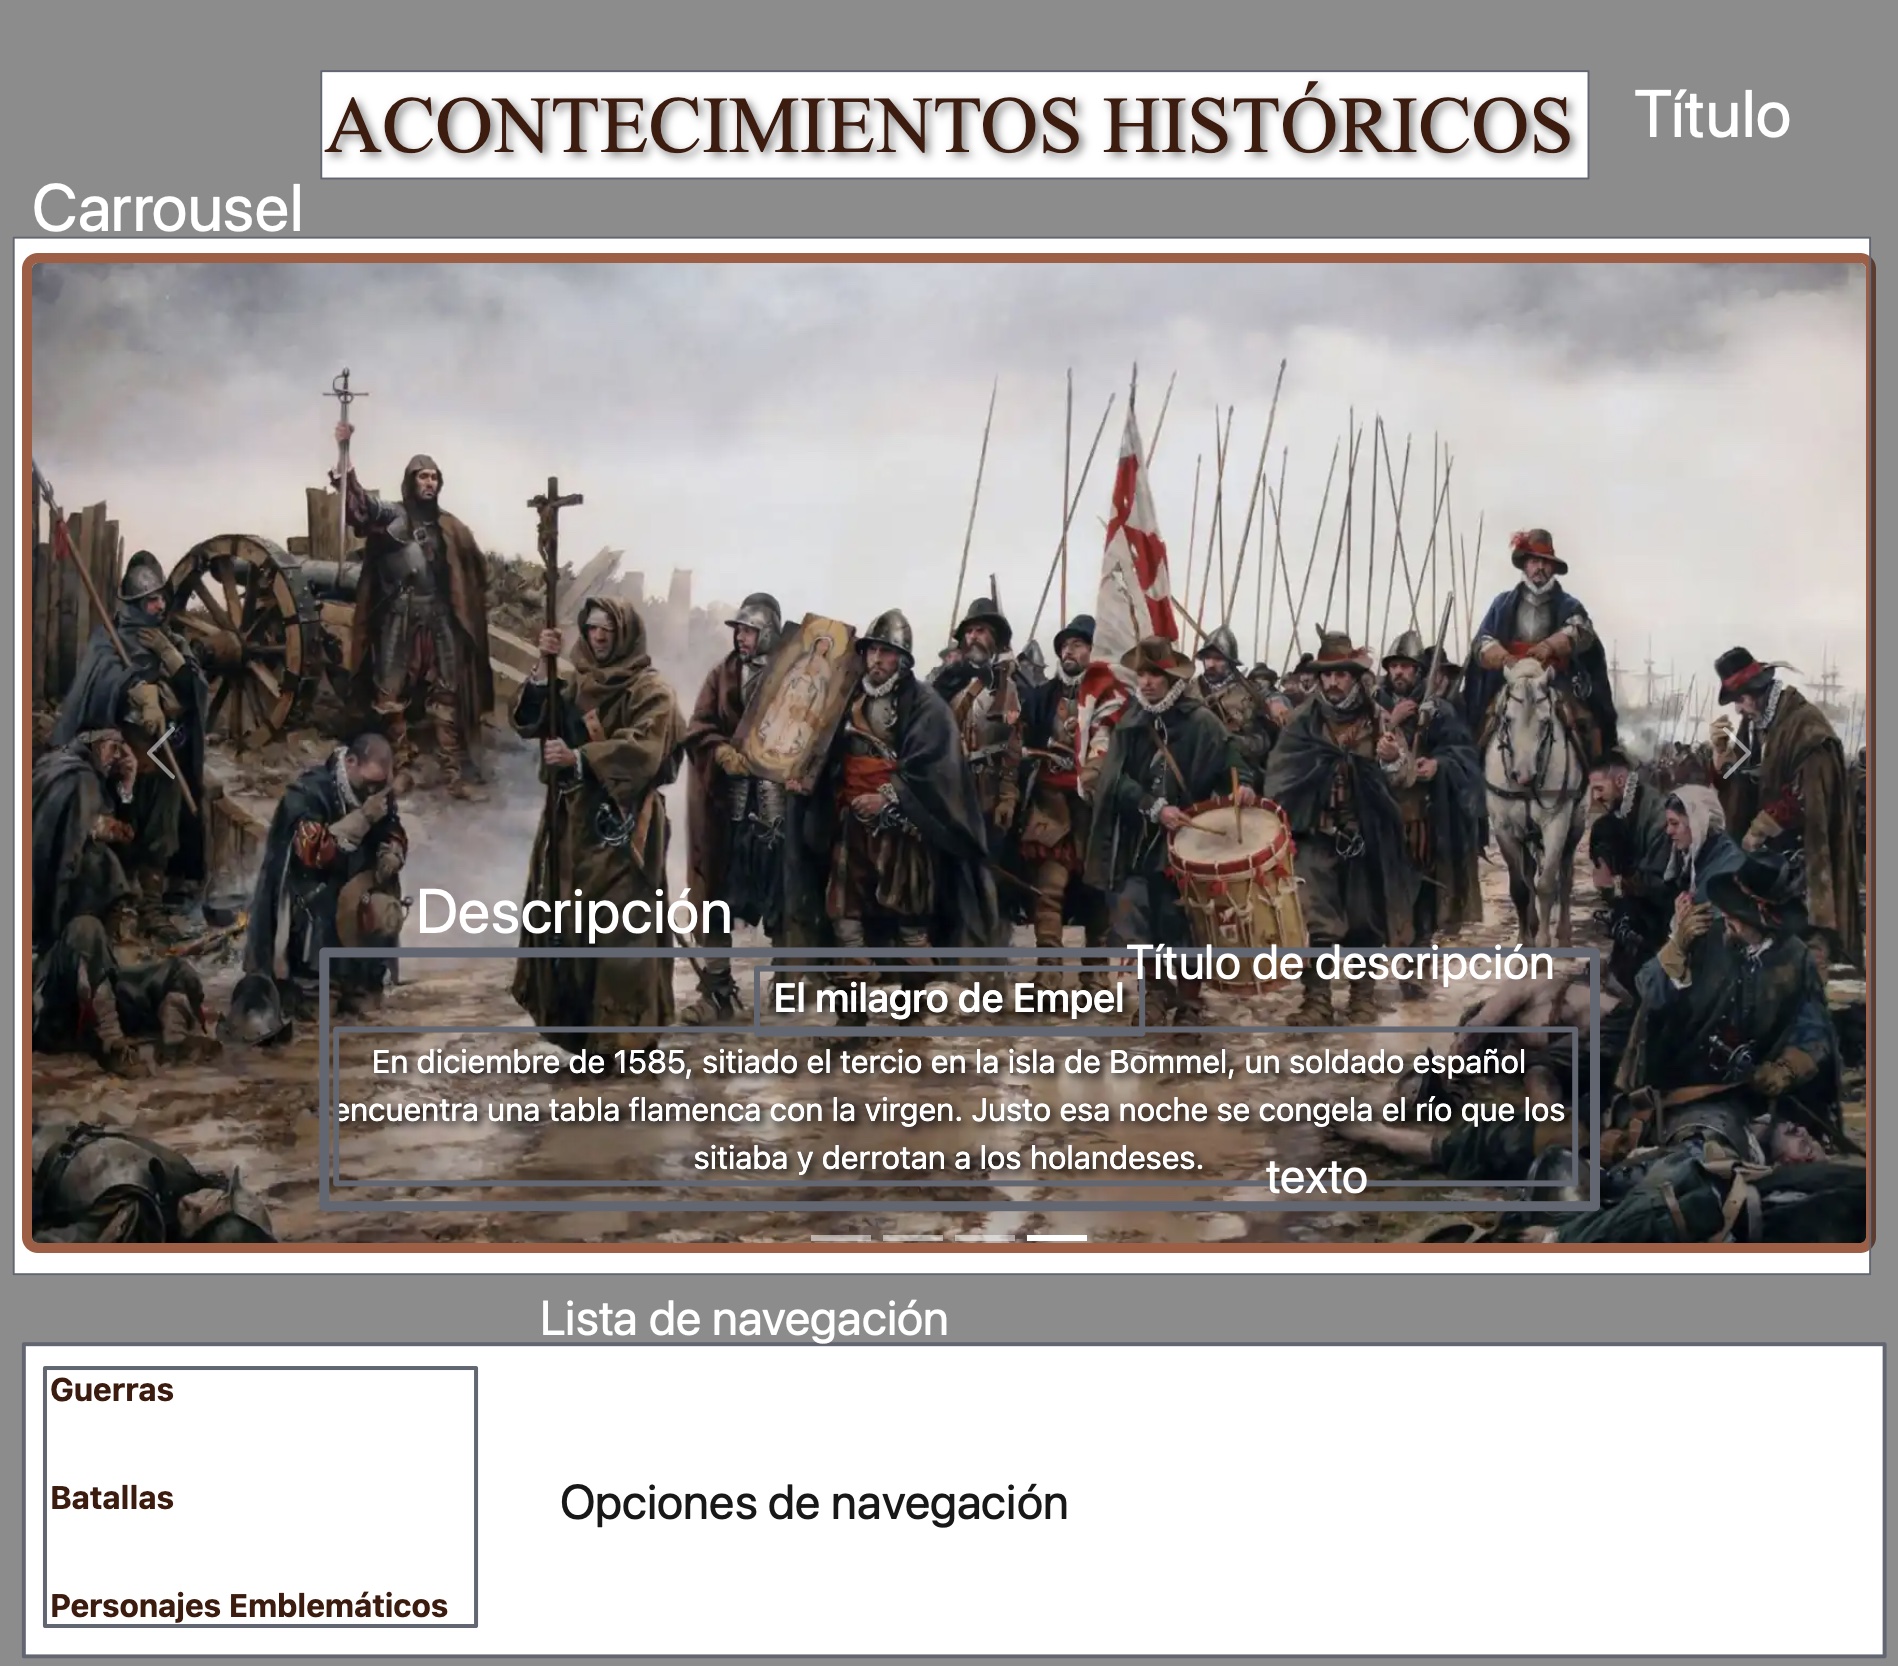 ACONTECIMIENTOS HISTÓRICOS
Título
Carrousel
Descripción
Título de descripción
El milagro de Empel
En diciembre de 1585, sitiado el tercio en la isla de Bommel, un soldado español
encuentra una tabla flamenca con la virgen. Justo esa noche se congela el río que los
sitiaba y derrotan a los holandeses.
texto
Lista de navegación
Guerras
Batallas
Opciones de navegación
Personajes Emblemáticos